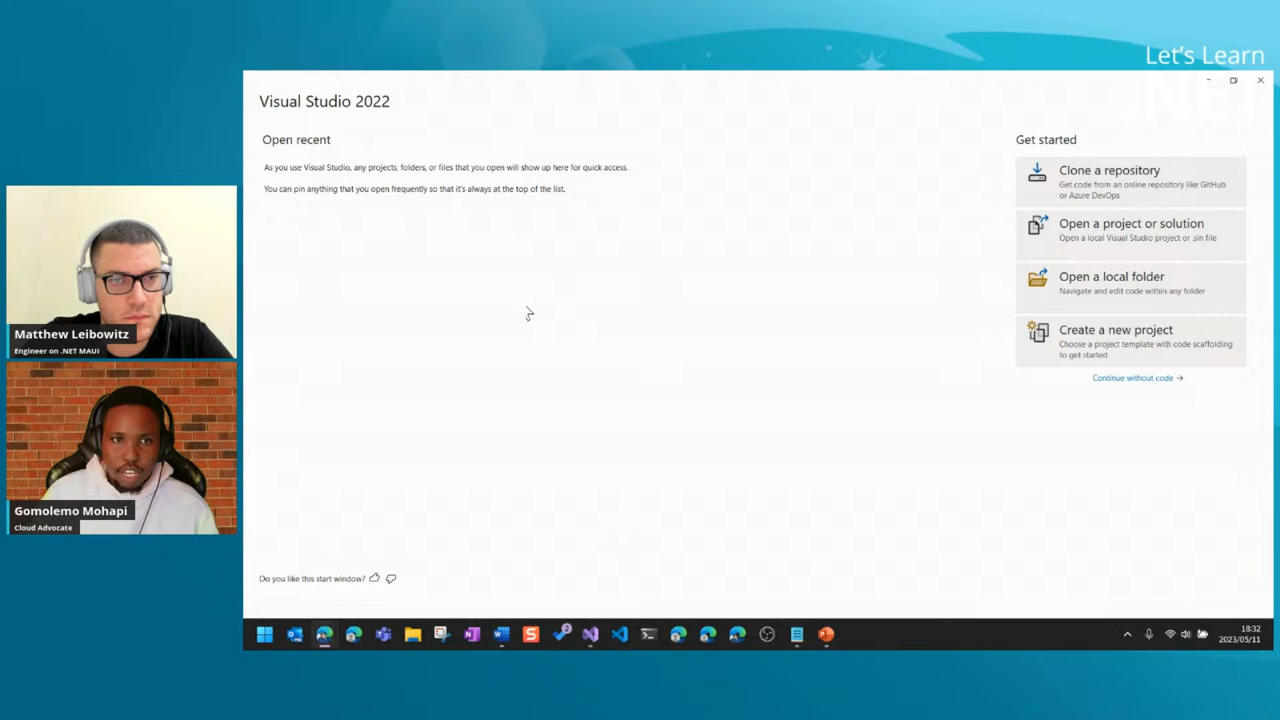 Let's Learn
.NET
Visual Studio 2022
Open recent
As you use Visual Studio, any projects, folders, or files that you open will show up here for quick access.
You can pin anything that you open frequently so that it's always at the top of the list.
Get started
Clone a repository
Get code from an online repository like GitHub
or Azure DevOps
Open a project or solution
Open a local Visual Studio project or .sln file
Open a local folder
Navigate and edit code within any folder
Create a new project
Choose a project template with code scaffolding
to get started
Continue without code →
Matthew Leibowitz
Engineer on .NET MAUI
Gomolemo Mohapi
Cloud Advocate
Do you like this start window?
18:32
2023/05/11